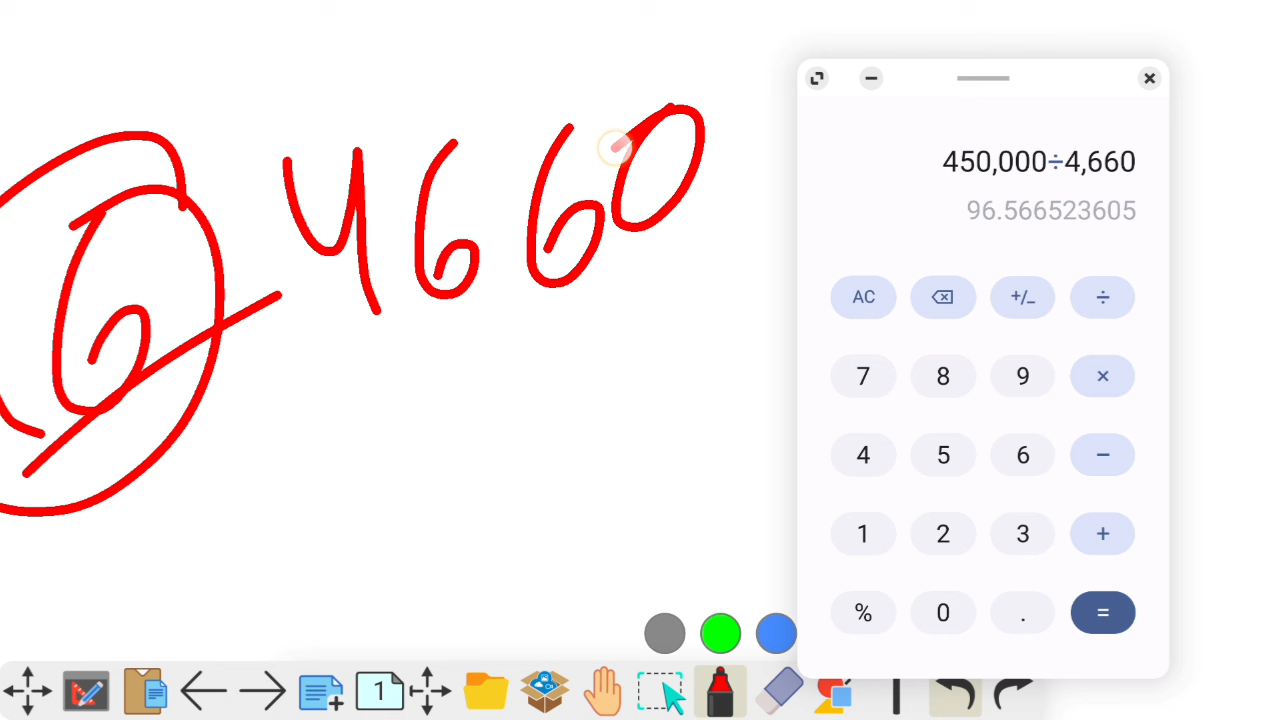 6 4660
450,000÷4,660
96.566523605
AC +/_ ÷
7 8 9 ×
4 5 6 −
1 2 3 +
% 0 . =
1